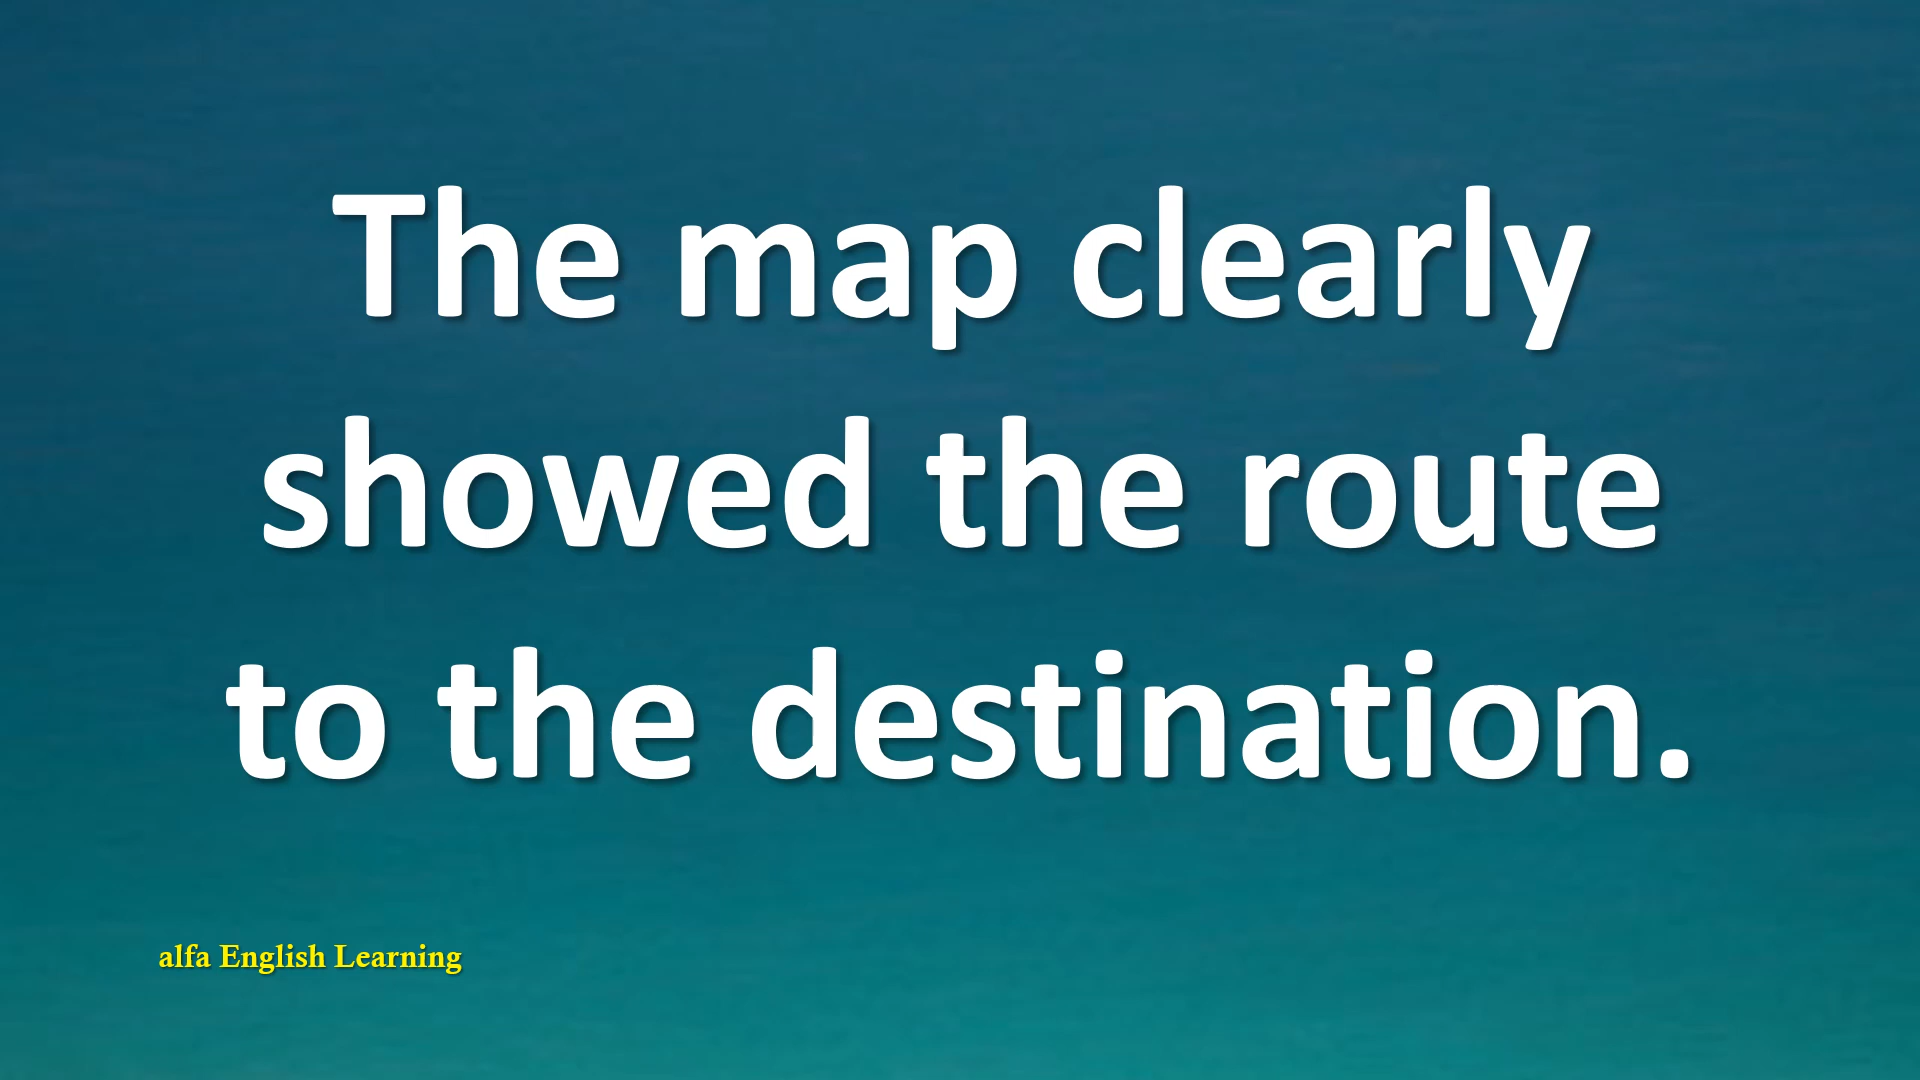 The map clearly
showed the route
to the destination.
alfa English Learning